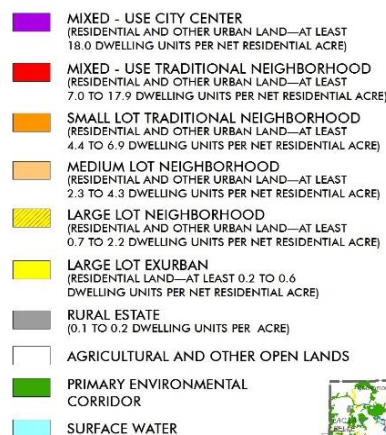 MIXED - USE CITY CENTER
(RESIDENTIAL AND OTHER URBAN LAND—AT LEAST
18.0 DWELLING UNITS PER NET RESIDENTIAL ACRE)
MIXED - USE TRADITIONAL NEIGHBORHOOD
(RESIDENTIAL AND OTHER URBAN LAND—AT LEAST
7.0 TO 17.9 DWELLING UNITS PER NET RESIDENTIAL ACRE)
SMALL LOT TRADITIONAL NEIGHBORHOOD
(RESIDENTIAL AND OTHER URBAN LAND—AT LEAST
4.4 TO 6.9 DWELLING UNITS PER NET RESIDENTIAL ACRE)
MEDIUM LOT NEIGHBORHOOD
(RESIDENTIAL AND OTHER URBAN LAND—AT LEAST
2.3 TO 4.3 DWELLING UNITS PER NET RESIDENTIAL ACRE)
LARGE LOT NEIGHBORHOOD
(RESIDENTIAL AND OTHER URBAN LAND—AT LEAST
0.7 TO 2.2 DWELLING UNITS PER NET RESIDENTIAL ACRE)
LARGE LOT EXURBAN
(RESIDENTIAL LAND—AT LEAST 0.2 TO 0.6
DWELLING UNITS PER NET RESIDENTIAL ACRE)
RURAL ESTATE
(0.1 TO 0.2 DWELLING UNITS PER ACRE)
AGRICULTURAL AND OTHER OPEN LANDS
PRIMARY ENVIRONMENTAL
CORRIDOR
SURFACE WATER